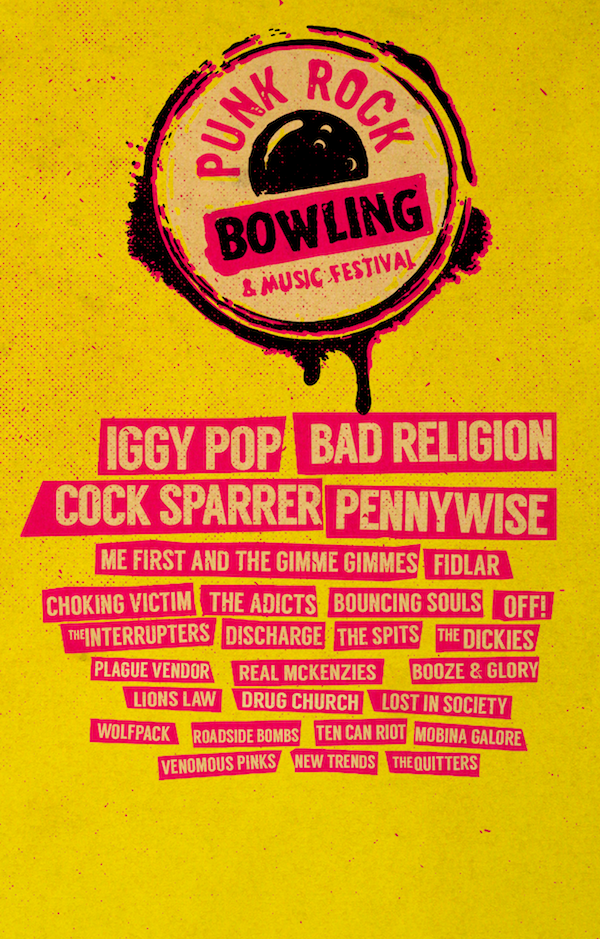 PUNK ROCK
BOWLING
& MUSIC FESTIVAL
IGGY POP BAD RELIGION
COCK SPARRER PENNYWISE
ME FIRST AND THE GIMME GIMMES FIDLAR
CHOKING VICTIM THE ADICTS BOUNCING SOULS OFF!
THE INTERRUPTERS DISCHARGE THE SPITS THE DICKIES
PLAGUE VENDOR REAL MCKENZIES BOOZE & GLORY
LIONS LAW DRUG CHURCH LOST IN SOCIETY
WOLFPACK ROADSIDE BOMBS TEN CAN RIOT MOBINA GALORE
VENOMOUS PINKS NEW TRENDS THE QUITTERS